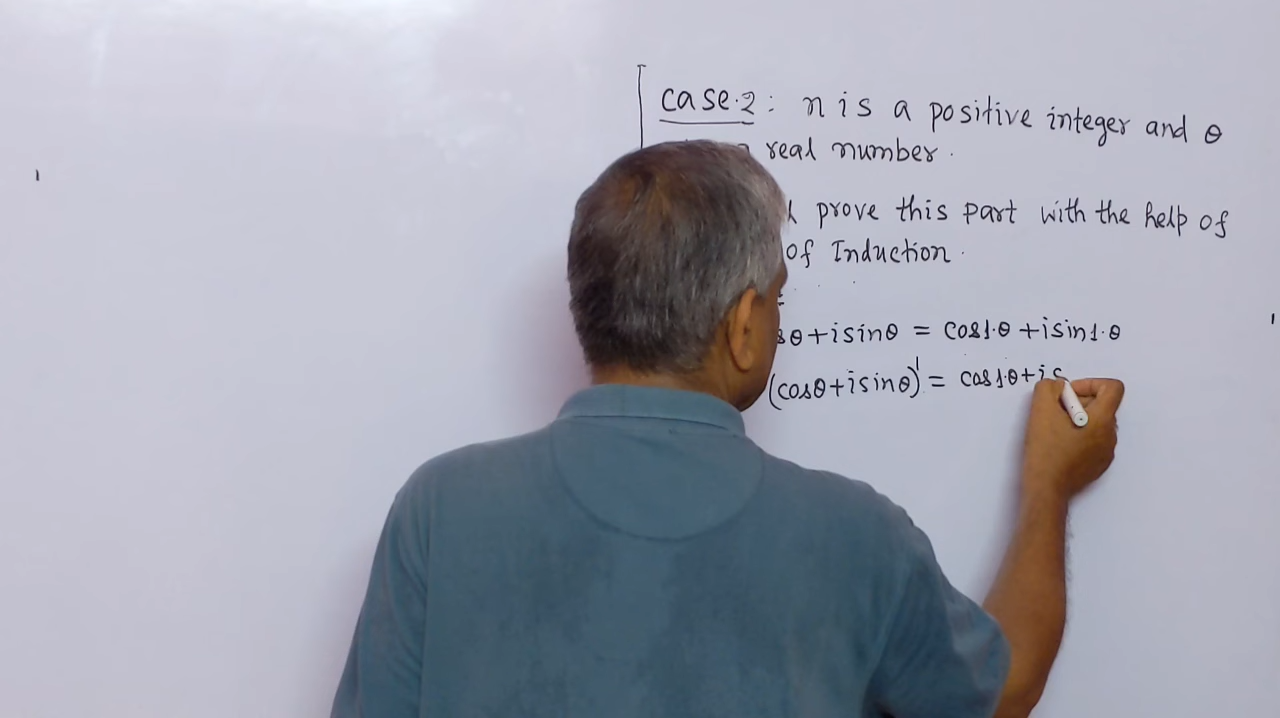 case·2 : n is a positive integer and θ
real number.
prove this part with the help of
of Induction.
θ+isinθ = cos1·θ+isin1·θ
(cosθ+isinθ)¹ = cos1·θ+is